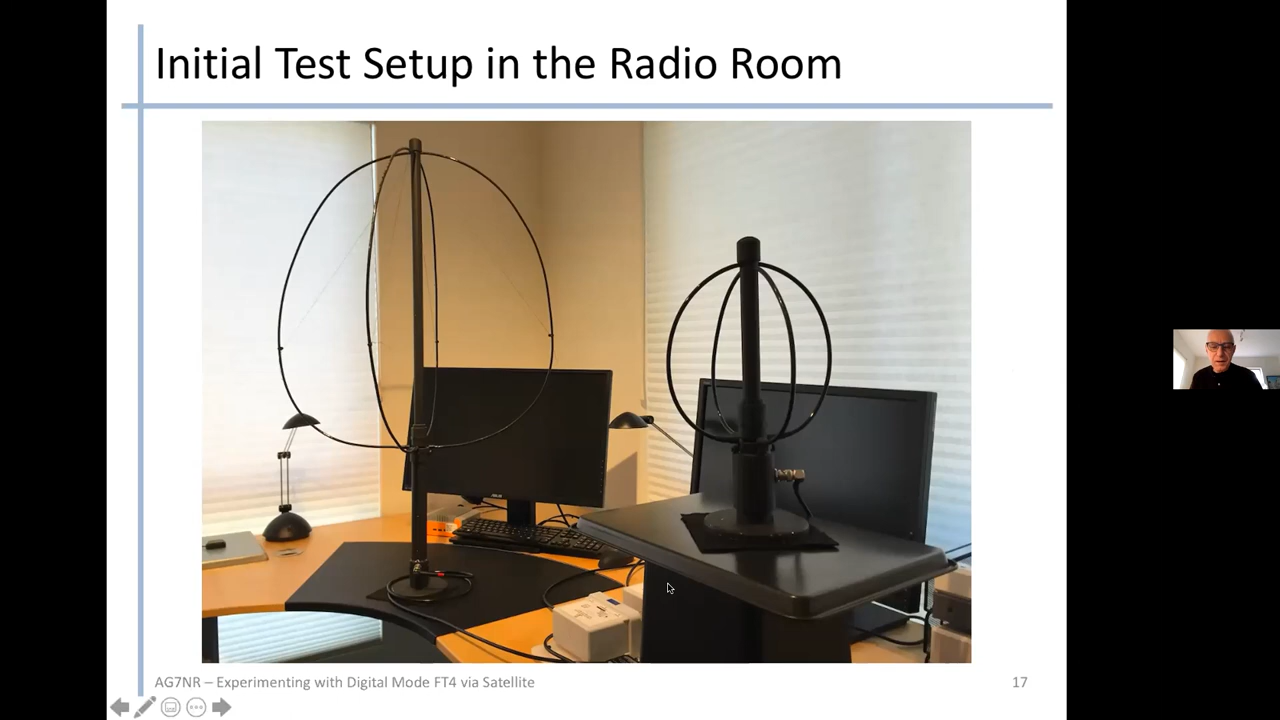 Initial Test Setup in the Radio Room
AG7NR – Experimenting with Digital Mode FT4 via Satellite
17